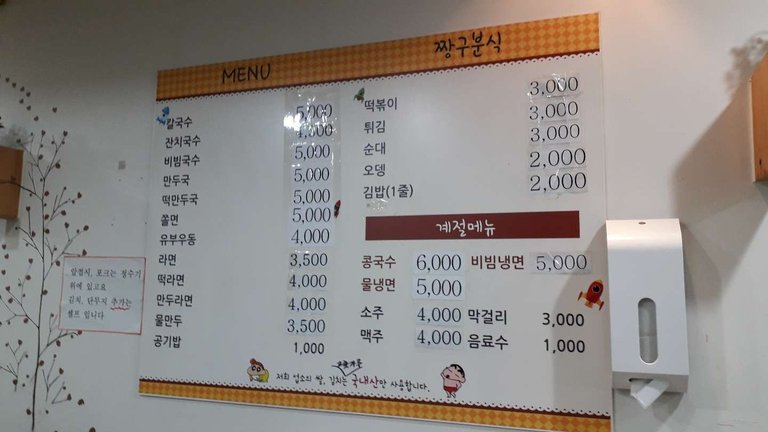 MENU
짱구분식
칼국수 5,000
잔치국수 4,000
비빔국수 5,000
만두국 5,000
떡만두국 5,000
쫄면 5,000
유부우동 4,000
라면 3,500
떡라면 4,000
만두라면 4,000
물만두 3,500
공기밥 1,000
떡볶이 3,000
튀김 3,000
순대 3,000
오뎅 2,000
김밥(1줄) 2,000
계절메뉴
콩국수 6,000 비빔냉면 5,000
물냉면 5,000
소주 4,000 막걸리 3,000
맥주 4,000 음료수 1,000
저희 업소의 쌀, 김치는 국내산만 사용합니다.
앞접시, 포크는 정수기
위에 있고요
김치, 단무지 추가는
셀프 입니다